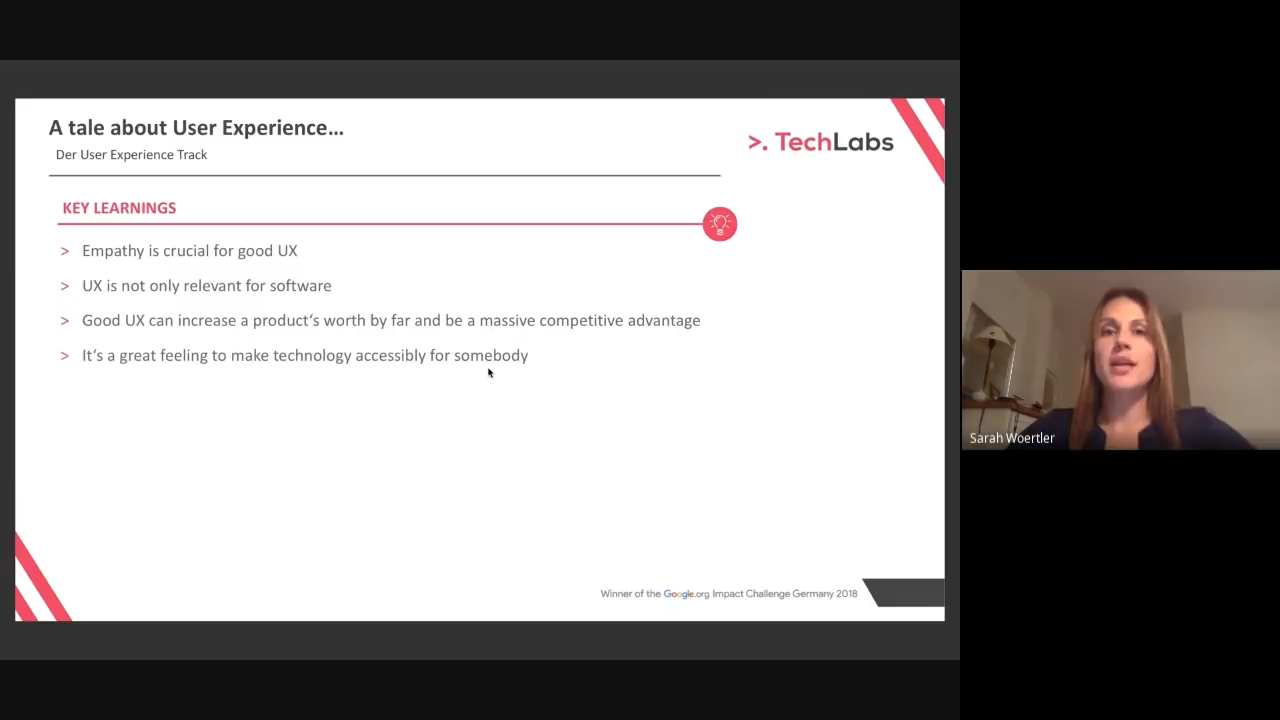 A tale about User Experience…
Der User Experience Track
>. TechLabs
KEY LEARNINGS
> Empathy is crucial for good UX
> UX is not only relevant for software
> Good UX can increase a product‘s worth by far and be a massive competitive advantage
> It‘s a great feeling to make technology accessibly for somebody
Sarah Woertler
Winner of the Google.org Impact Challenge Germany 2018